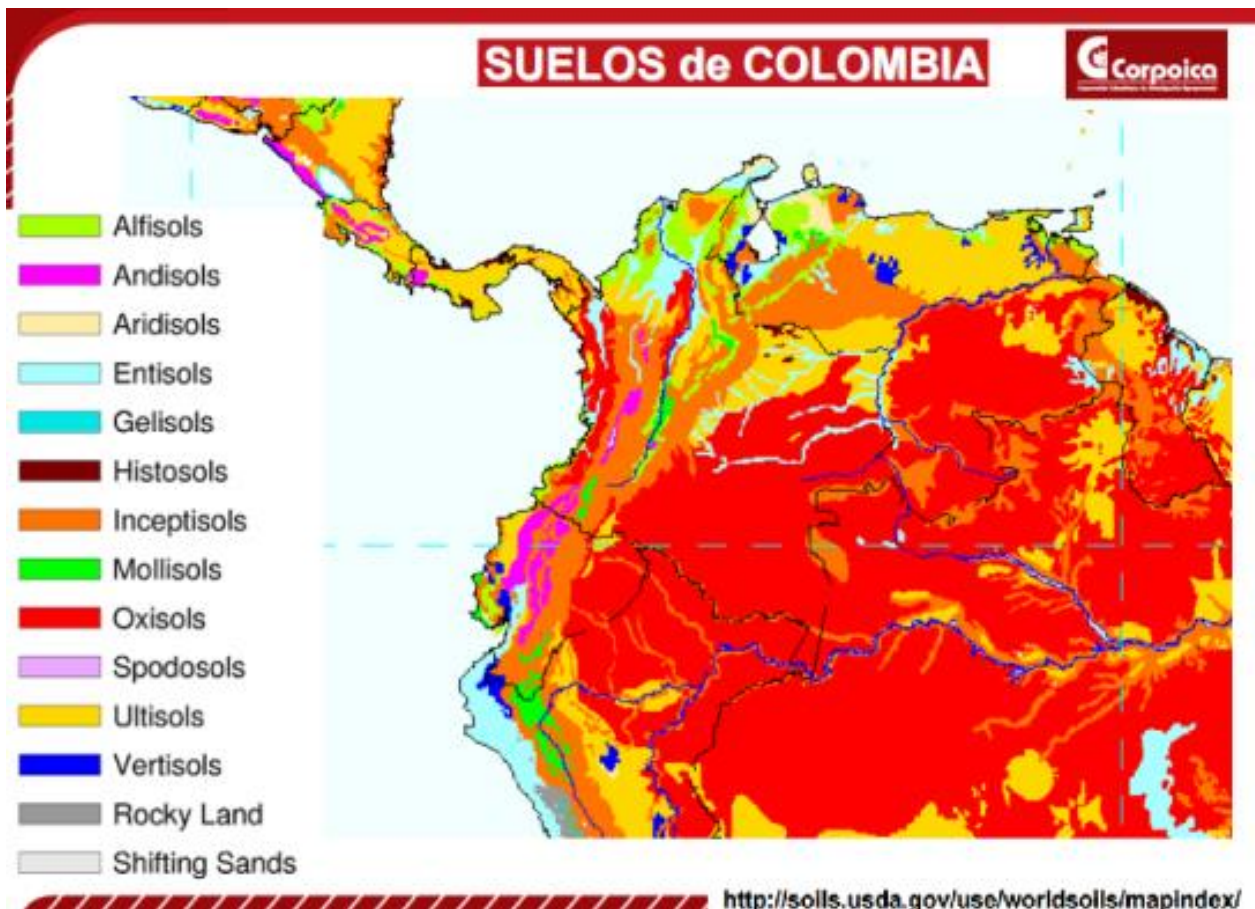 SUELOS de COLOMBIA
Corpoica
Alfisols
Andisols
Aridisols
Entisols
Gelisols
Histosols
Inceptisols
Mollisols
Oxisols
Spodosols
Ultisols
Vertisols
Rocky Land
Shifting Sands
http://soils.usda.gov/use/worldsoils/mapindex/